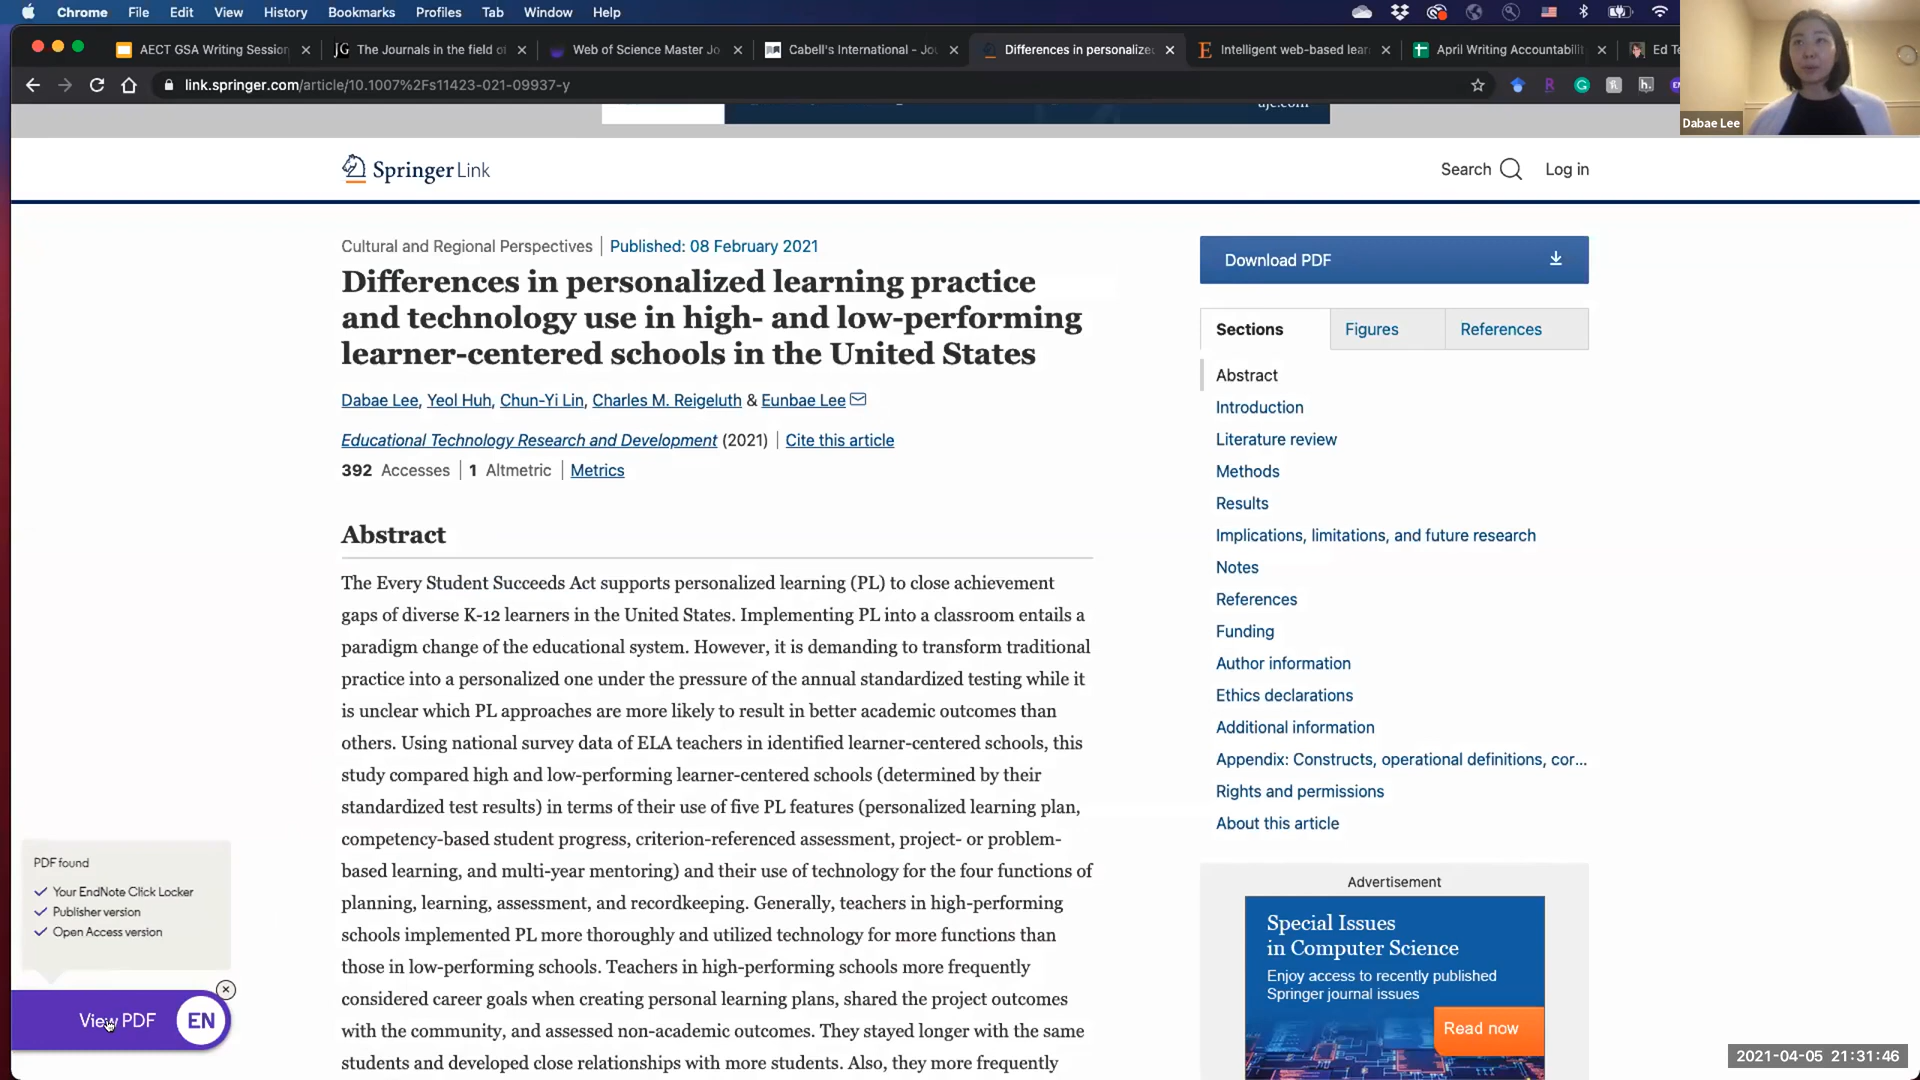 Chrome File Edit View History Bookmarks Profiles Tab Window Help
AECT GSA Writing Session
The Journals in the field of
Web of Science Master Jo
Cabell's International - Jou
Differences in personalized
Intelligent web-based lear
April Writing Accountabilit
Ed Te
link.springer.com/article/10.1007%2Fs11423-021-09937-y
Dabae Lee
Springer Link
Search
Log in
Cultural and Regional Perspectives | Published: 08 February 2021
Differences in personalized learning practice
and technology use in high- and low-performing
learner-centered schools in the United States
Dabae Lee, Yeol Huh, Chun-Yi Lin, Charles M. Reigeluth & Eunbae Lee
Educational Technology Research and Development (2021) | Cite this article
392 Accesses | 1 Altmetric | Metrics
Abstract
The Every Student Succeeds Act supports personalized learning (PL) to close achievement
gaps of diverse K-12 learners in the United States. Implementing PL into a classroom entails a
paradigm change of the educational system. However, it is demanding to transform traditional
practice into a personalized one under the pressure of the annual standardized testing while it
is unclear which PL approaches are more likely to result in better academic outcomes than
others. Using national survey data of ELA teachers in identified learner-centered schools, this
study compared high and low-performing learner-centered schools (determined by their
standardized test results) in terms of their use of five PL features (personalized learning plan,
competency-based student progress, criterion-referenced assessment, project- or problem-
based learning, and multi-year mentoring) and their use of technology for the four functions of
planning, learning, assessment, and recordkeeping. Generally, teachers in high-performing
schools implemented PL more thoroughly and utilized technology for more functions than
those in low-performing schools. Teachers in high-performing schools more frequently
considered career goals when creating personal learning plans, shared the project outcomes
with the community, and assessed non-academic outcomes. They stayed longer with the same
students and developed close relationships with more students. Also, they more frequently
Download PDF
Sections
Figures
References
Abstract
Introduction
Literature review
Methods
Results
Implications, limitations, and future research
Notes
References
Funding
Author information
Ethics declarations
Additional information
Appendix: Constructs, operational definitions, cor...
Rights and permissions
About this article
Advertisement
Special Issues
in Computer Science
Enjoy access to recently published
Springer journal issues
Read now
PDF found
Your EndNote Click Locker
Publisher version
Open Access version
View PDF
EN
2021-04-05 21:31:46